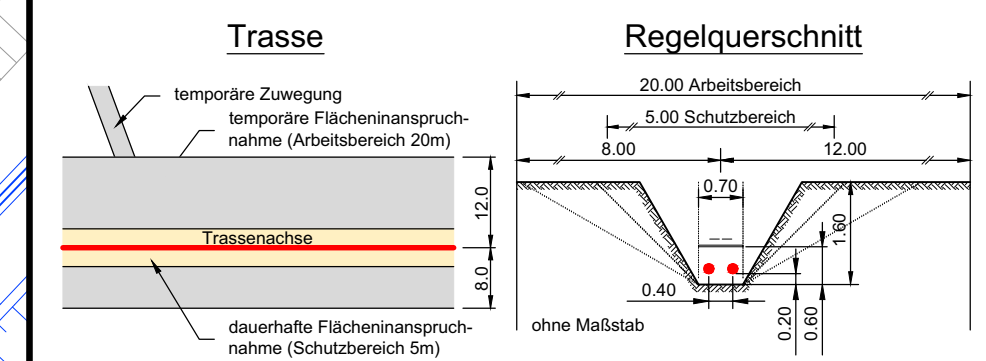 Trasse
temporäre Zuwegung
temporäre Flächeninanspruch-
nahme (Arbeitsbereich 20m)
12.0
Trassenachse
8.0
dauerhafte Flächeninanspruch-
nahme (Schutzbereich 5m)
Regelquerschnitt
20.00 Arbeitsbereich
5.00 Schutzbereich
8.00
12.00
0.70
1.60
0.40
0.20
0.60
ohne Maßstab